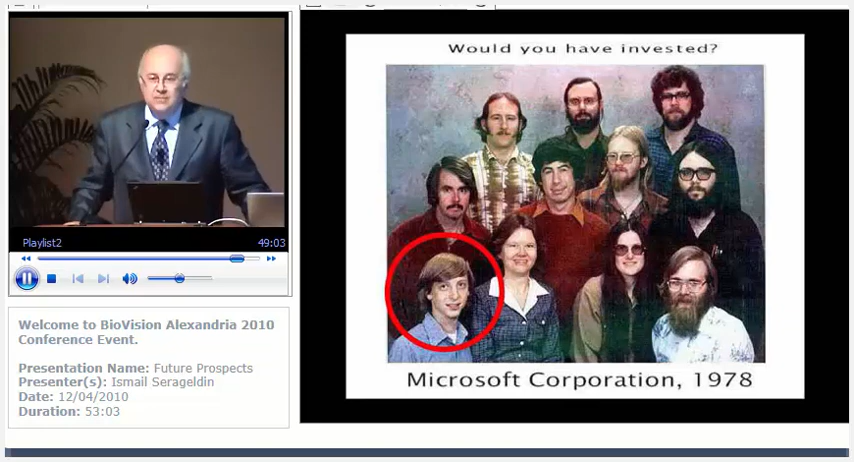 Would you have invested?
Microsoft Corporation, 1978
Playlist2 49:03
Welcome to BioVision Alexandria 2010
Conference Event.
Presentation Name: Future Prospects
Presenter(s): Ismail Serageldin
Date: 12/04/2010
Duration: 53:03